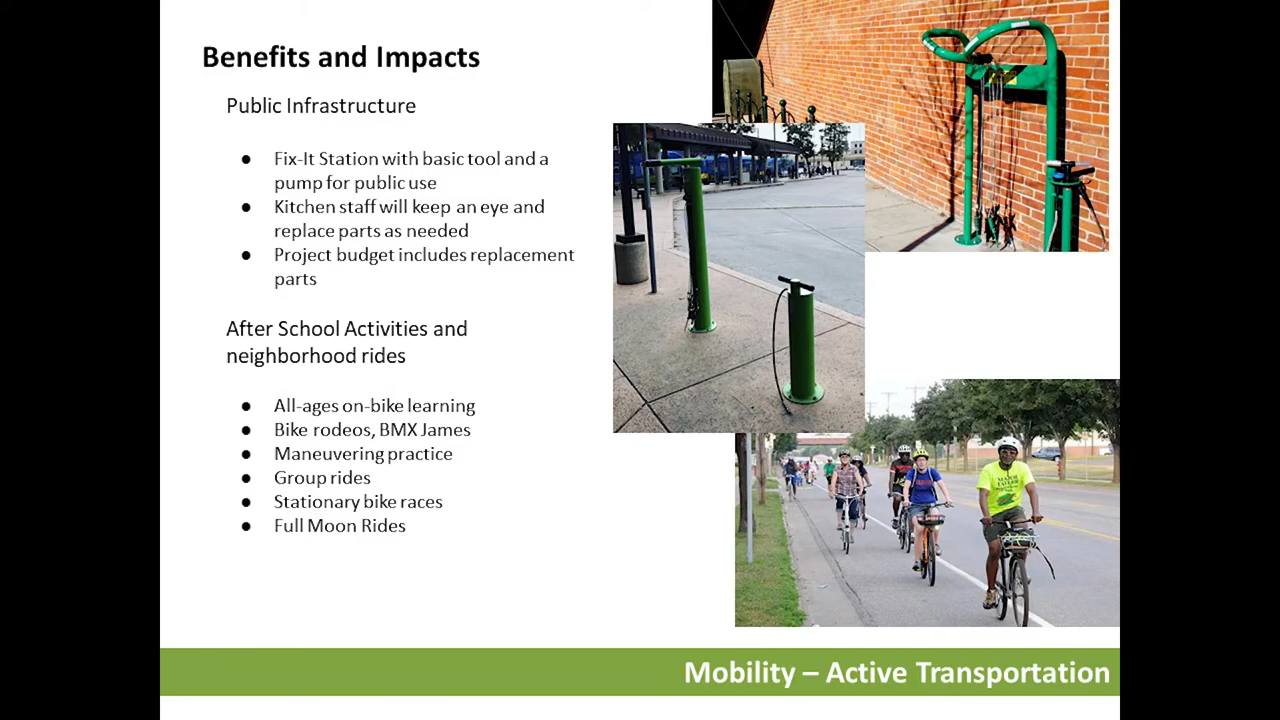 Benefits and Impacts
Public Infrastructure
● Fix-It Station with basic tool and a
pump for public use
● Kitchen staff will keep an eye and
replace parts as needed
● Project budget includes replacement
parts
After School Activities and
neighborhood rides
● All-ages on-bike learning
● Bike rodeos, BMX James
● Maneuvering practice
● Group rides
● Stationary bike races
● Full Moon Rides
Mobility – Active Transportation